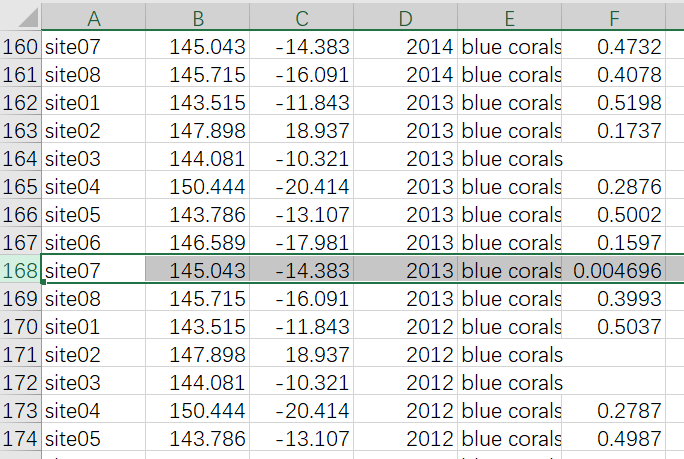 A B C D E F
160 site07 145.043 -14.383 2014 blue corals 0.4732
161 site08 145.715 -16.091 2014 blue corals 0.4078
162 site01 143.515 -11.843 2013 blue corals 0.5198
163 site02 147.898 18.937 2013 blue corals 0.1737
164 site03 144.081 -10.321 2013 blue corals
165 site04 150.444 -20.414 2013 blue corals 0.2876
166 site05 143.786 -13.107 2013 blue corals 0.5002
167 site06 146.589 -17.981 2013 blue corals 0.1597
168 site07 145.043 -14.383 2013 blue corals 0.004696
169 site08 145.715 -16.091 2013 blue corals 0.3993
170 site01 143.515 -11.843 2012 blue corals 0.5037
171 site02 147.898 18.937 2012 blue corals
172 site03 144.081 -10.321 2012 blue corals
173 site04 150.444 -20.414 2012 blue corals 0.2787
174 site05 143.786 -13.107 2012 blue corals 0.4987